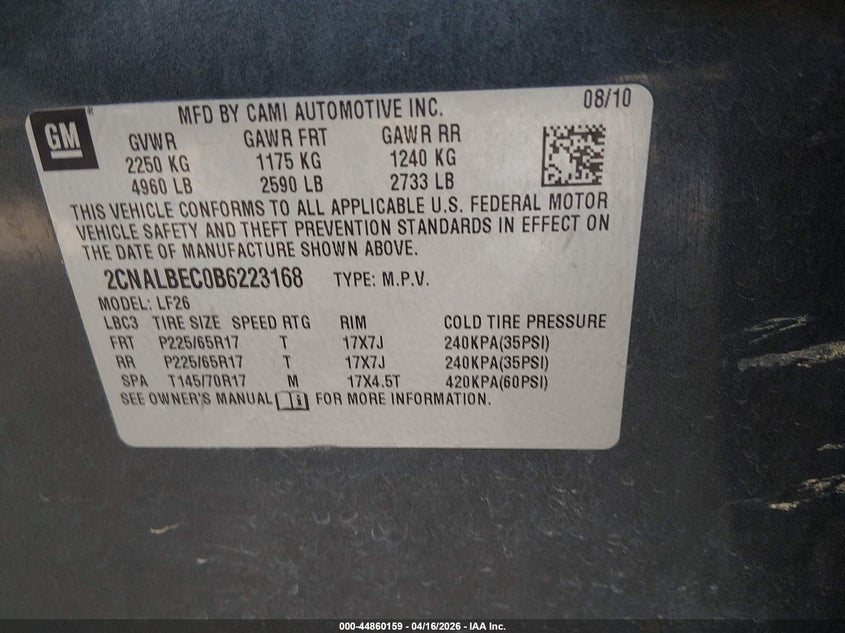 GM
MFD BY CAMI AUTOMOTIVE INC. 08/10
GVWR GAWR FRT GAWR RR
2250 KG 1175 KG 1240 KG
4960 LB 2590 LB 2733 LB
THIS VEHICLE CONFORMS TO ALL APPLICABLE U.S. FEDERAL MOTOR
VEHICLE SAFETY AND THEFT PREVENTION STANDARDS IN EFFECT ON
THE DATE OF MANUFACTURE SHOWN ABOVE.
2CNALBEC0B6223168 TYPE: M.P.V.
MODEL: LF26
LBC3 TIRE SIZE SPEED RTG RIM COLD TIRE PRESSURE
FRT P225/65R17 T 17X7J 240KPA(35PSI)
RR P225/65R17 T 17X7J 240KPA(35PSI)
SPA T145/70R17 M 17X4.5T 420KPA(60PSI)
SEE OWNER'S MANUAL FOR MORE INFORMATION.
000-44860159 - 04/16/2026 - IAA Inc.